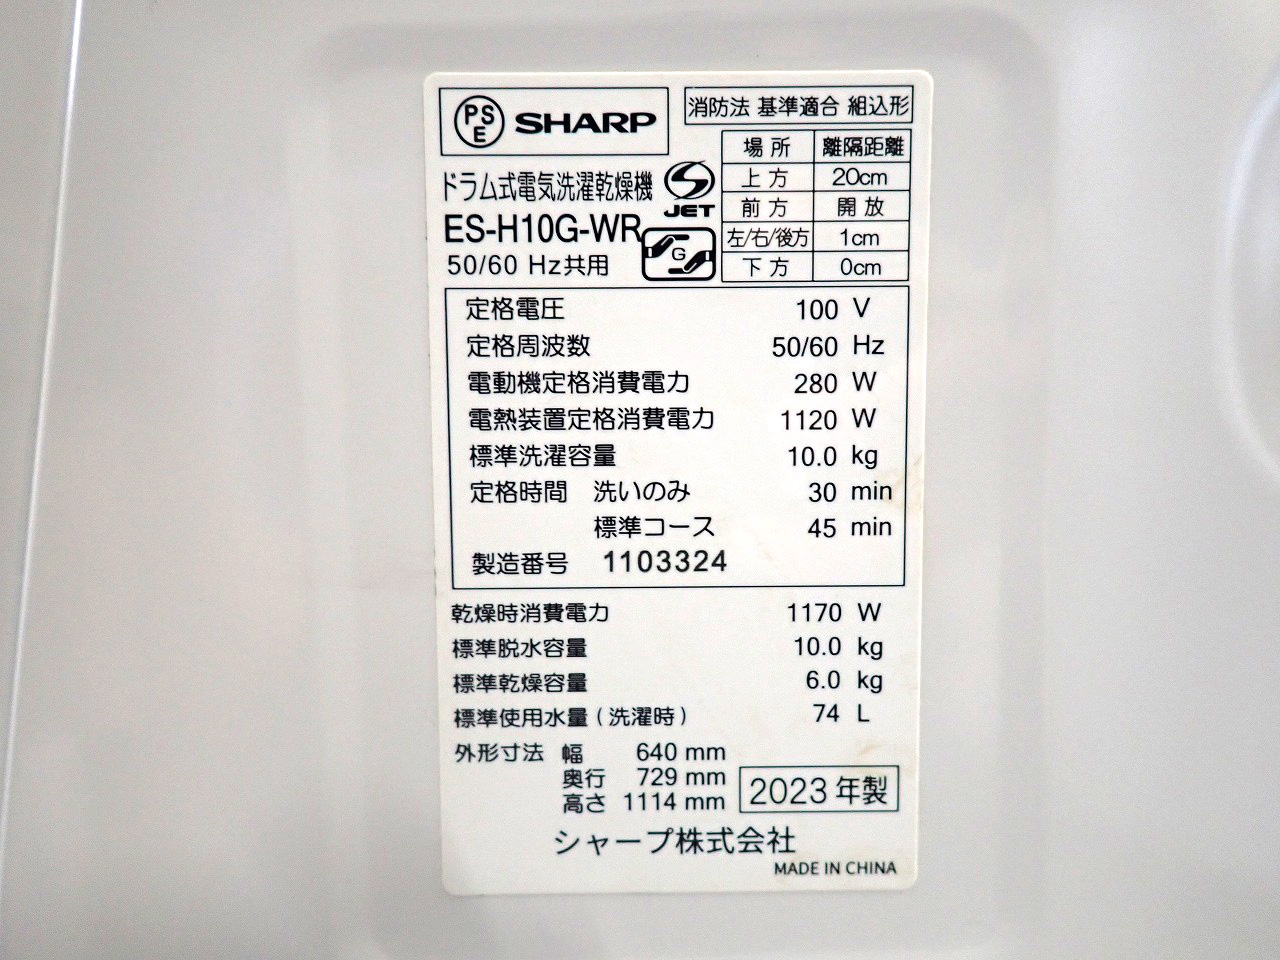 PSE SHARP
消防法 基準適合 組込形
場所 離隔距離
上方 20cm
前方 開放
左/右/後方 1cm
下方 0cm
ドラム式電気洗濯乾燥機
S JET
ES-H10G-WR
G
50/60 Hz共用
定格電圧 100 V
定格周波数 50/60 Hz
電動機定格消費電力 280 W
電熱装置定格消費電力 1120 W
標準洗濯容量 10.0 kg
定格時間 洗いのみ 30 min
標準コース 45 min
製造番号 1103324
乾燥時消費電力 1170 W
標準脱水容量 10.0 kg
標準乾燥容量 6.0 kg
標準使用水量(洗濯時) 74 L
外形寸法 幅 640 mm
奥行 729 mm
高さ 1114 mm
2023年製
シャープ株式会社
MADE IN CHINA